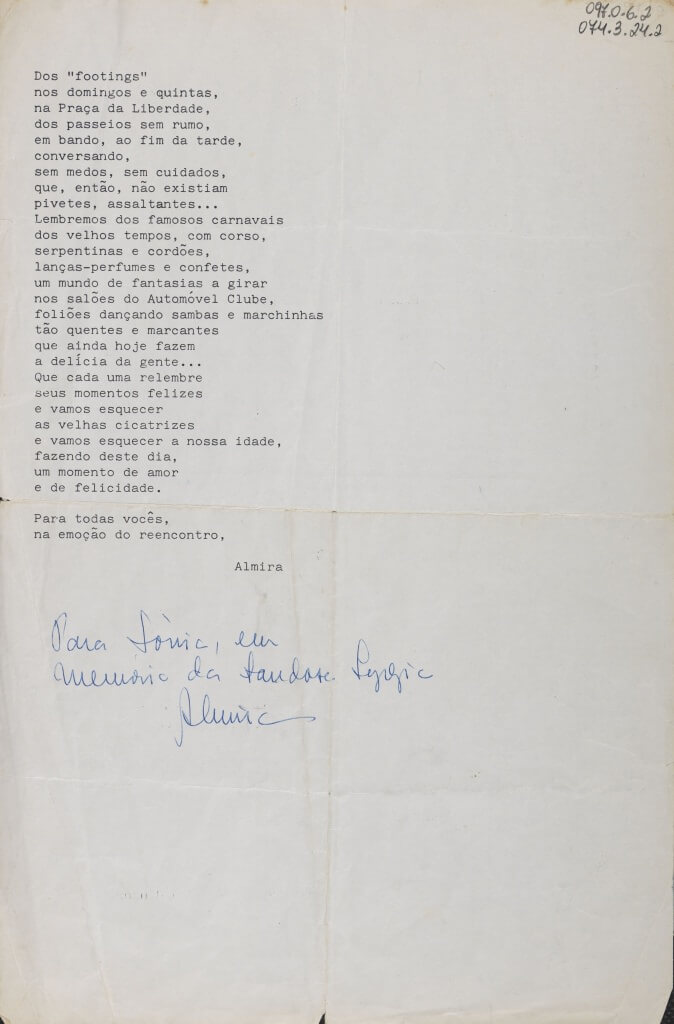 097.0.6.2
074.3.24.2
Dos "footings"
nos domingos e quintas,
na Praça da Liberdade,
dos passeios sem rumo,
em bando, ao fim da tarde,
conversando,
sem medos, sem cuidados,
que, então, não existiam
pivetes, assaltantes...
Lembremos dos famosos carnavais
dos velhos tempos, com corso,
serpentinas e cordões,
lanças-perfumes e confetes,
um mundo de fantasias a girar
nos salões do Automóvel Clube,
foliões dançando sambas e marchinhas
tão quentes e marcantes
que ainda hoje fazem
a delícia da gente...
Que cada uma relembre
seus momentos felizes
e vamos esquecer
as velhas cicatrizes
e vamos esquecer a nossa idade,
fazendo deste dia,
um momento de amor
e de felicidade.
Para todas vocês,
na emoção do reencontro,
Almira
Para Sônia, em
memória da saudosa Lygia
Almira